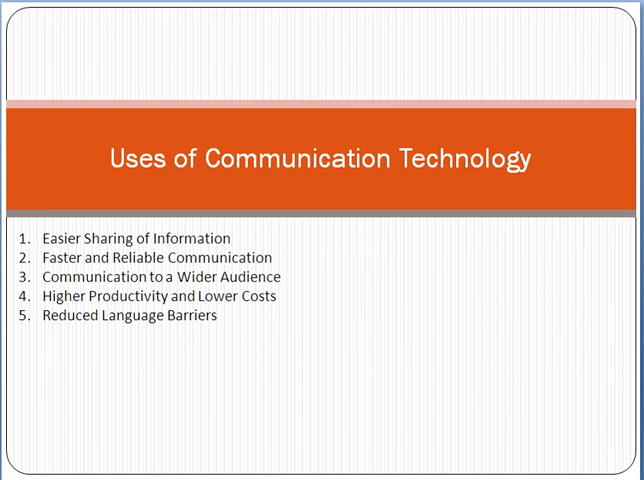 Uses of Communication Technology
1. Easier Sharing of Information
2. Faster and Reliable Communication
3. Communication to a Wider Audience
4. Higher Productivity and Lower Costs
5. Reduced Language Barriers